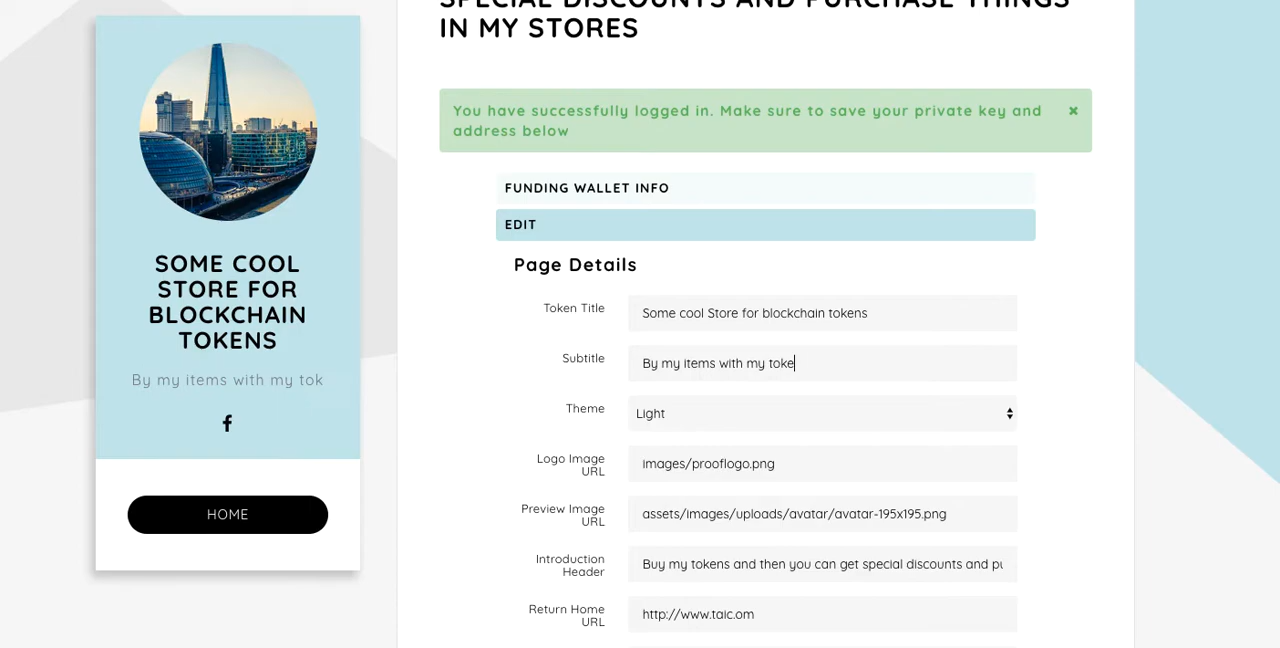 SOME COOL
STORE FOR
BLOCKCHAIN
TOKENS
By my items with my tok
HOME
SPECIAL DISCOUNTS AND PURCHASE THINGS
IN MY STORES
You have successfully logged in. Make sure to save your private key and
address below
×
FUNDING WALLET INFO
EDIT
Page Details
Token Title
Some cool Store for blockchain tokens
Subtitle
By my items with my toke
Theme
Light
Logo Image
URL
images/prooflogo.png
Preview Image
URL
assets/images/uploads/avatar/avatar-195x195.png
Introduction
Header
Buy my tokens and then you can get special discounts and pu
Return Home
URL
http://www.taic.om